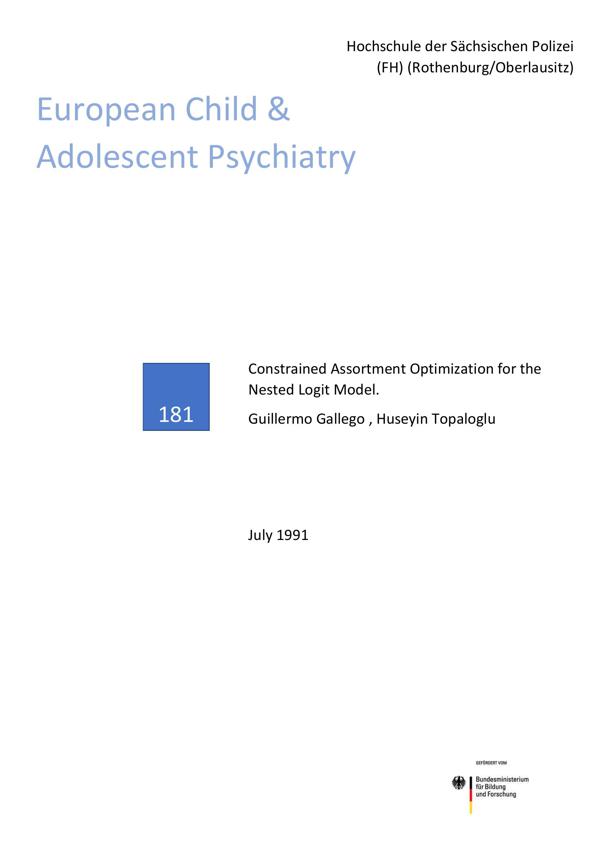 Hochschule der Sächsischen Polizei
(FH) (Rothenburg/Oberlausitz)
European Child &
Adolescent Psychiatry
181
Constrained Assortment Optimization for the
Nested Logit Model.
Guillermo Gallego , Huseyin Topaloglu
July 1991
GEFÖRDERT VOM
Bundesministerium
für Bildung
und Forschung